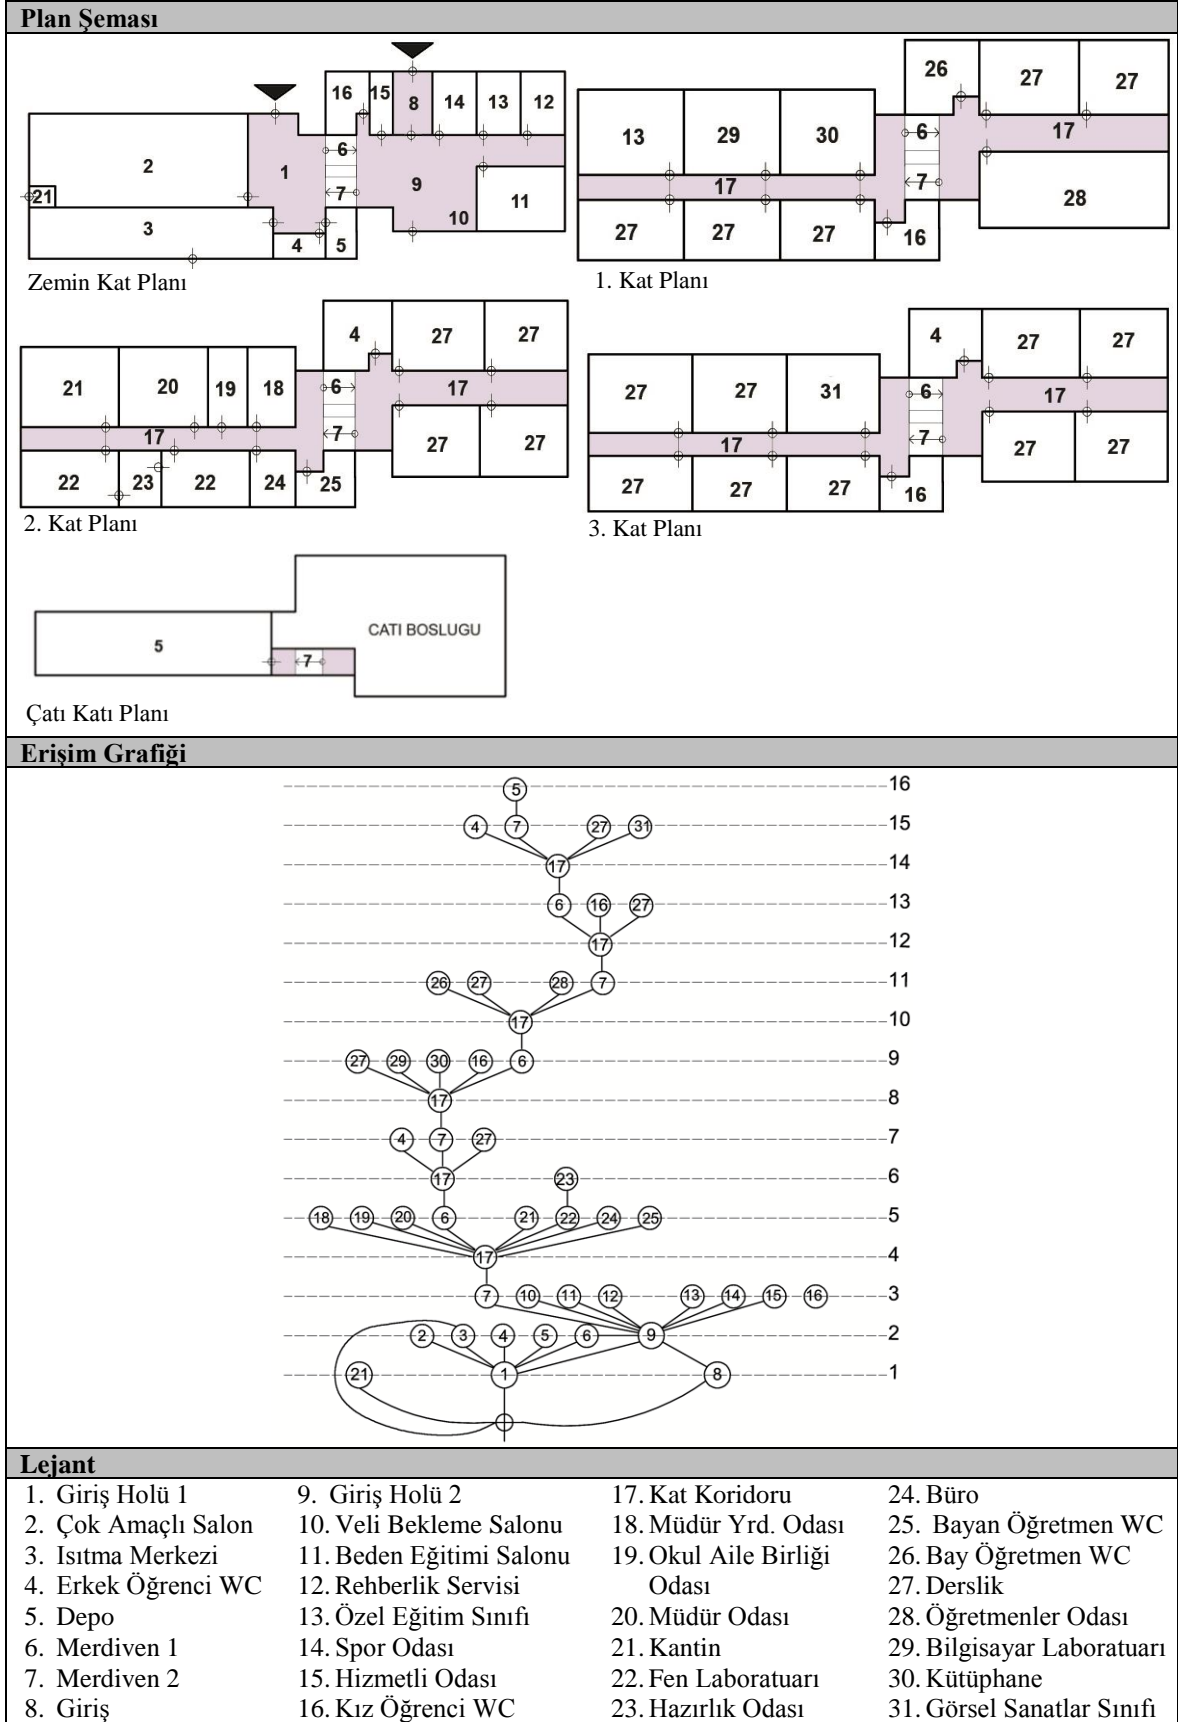 Plan Şeması
26
27
27
16
15
8
14
13
12
13
29
30
6
17
2
1
6
9
11
17
7
28
21
7
3
10
27
27
27
16
4
5
Zemin Kat Planı
1. Kat Planı
4
27
27
4
27
27
21
20
19
18
6
17
27
27
31
6
17
17
7
27
27
17
7
27
27
22
23
22
24
25
27
27
27
16
2. Kat Planı
3. Kat Planı
CATI BOSLUGU
5
7
Çatı Katı Planı
Erişim Grafiği
5 16
4 7 27 31 15
17 14
6 16 27 13
17 12
26 27 28 7 11
17 10
27 29 30 16 6 9
17 8
4 7 27 7
17 23 6
18 19 20 6 21 22 24 25 5
17 4
7 10 11 12 13 14 15 16 3
2 3 4 5 6 9 2
21 1 8 1
Lejant
1. Giriş Holü 1 9. Giriş Holü 2 17. Kat Koridoru 24. Büro
2. Çok Amaçlı Salon 10. Veli Bekleme Salonu 18. Müdür Yrd. Odası 25. Bayan Öğretmen WC
3. Isıtma Merkezi 11. Beden Eğitimi Salonu 19. Okul Aile Birliği 26. Bay Öğretmen WC
4. Erkek Öğrenci WC 12. Rehberlik Servisi Odası 27. Derslik
5. Depo 13. Özel Eğitim Sınıfı 20. Müdür Odası 28. Öğretmenler Odası
6. Merdiven 1 14. Spor Odası 21. Kantin 29. Bilgisayar Laboratuarı
7. Merdiven 2 15. Hizmetli Odası 22. Fen Laboratuarı 30. Kütüphane
8. Giriş 16. Kız Öğrenci WC 23. Hazırlık Odası 31. Görsel Sanatlar Sınıfı